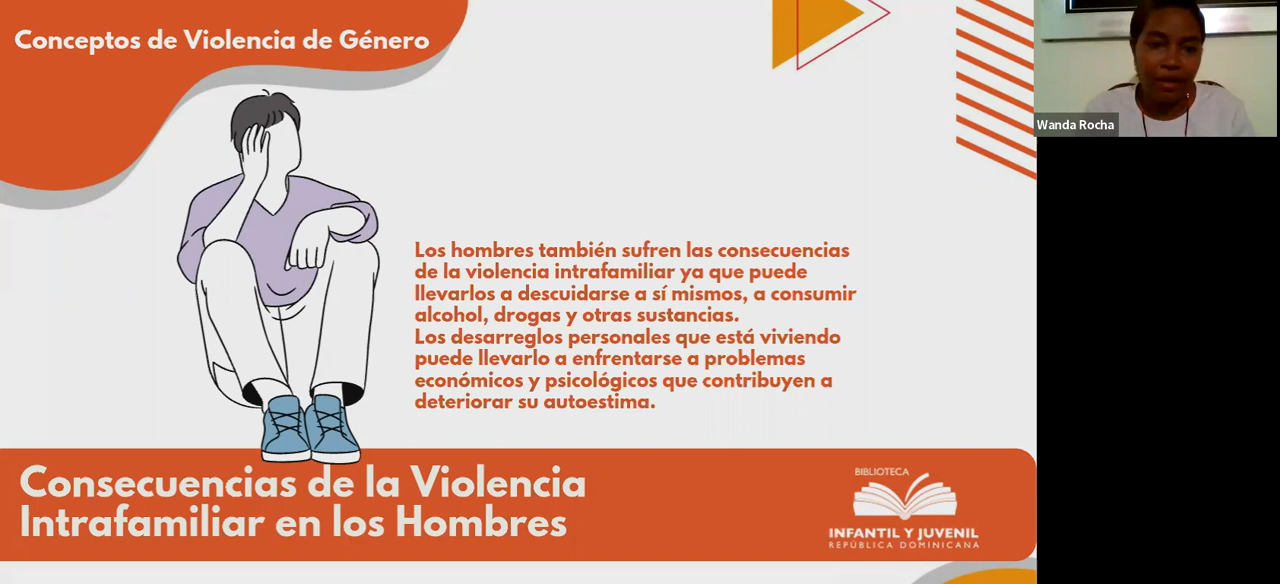 Conceptos de Violencia de Género
Wanda Rocha
Los hombres también sufren las consecuencias
de la violencia intrafamiliar ya que puede
llevarlos a descuidarse a sí mismos, a consumir
alcohol, drogas y otras sustancias.
Los desarreglos personales que está viviendo
puede llevarlo a enfrentarse a problemas
económicos y psicológicos que contribuyen a
deteriorar su autoestima.
Consecuencias de la Violencia
Intrafamiliar en los Hombres
BIBLIOTECA
INFANTIL Y JUVENIL
REPÚBLICA DOMINICANA